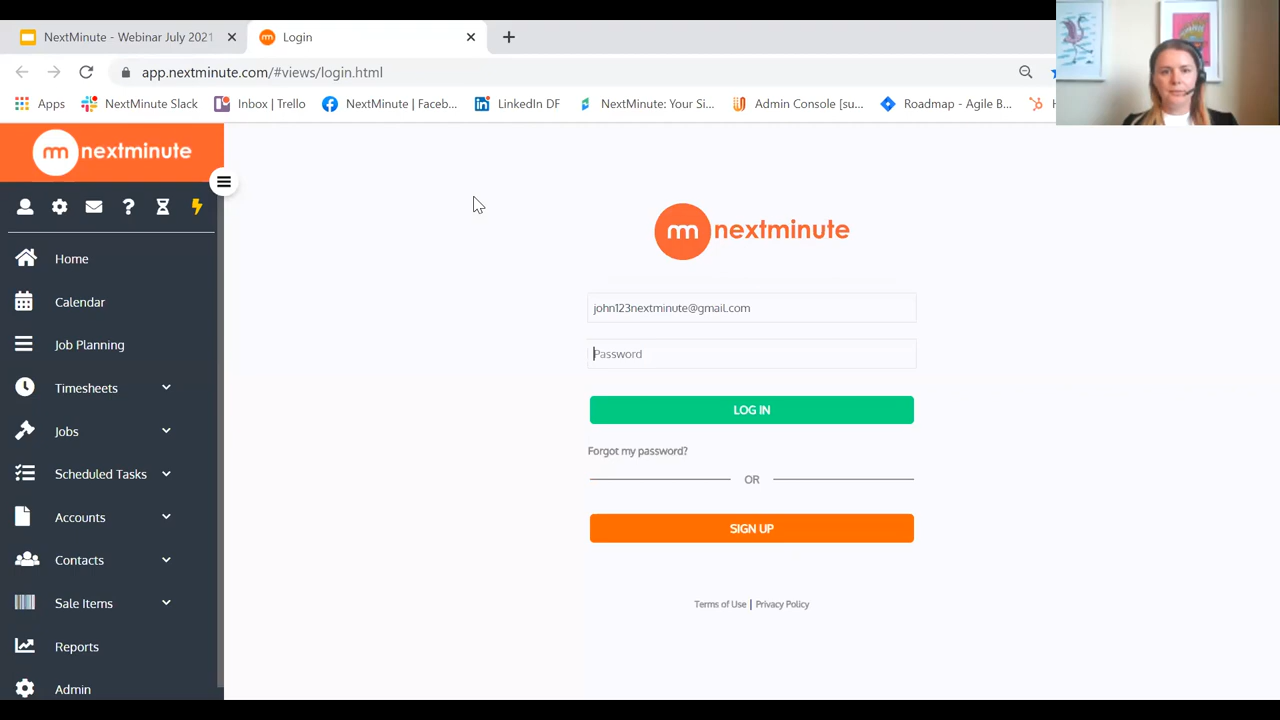 NextMinute - Webinar July 2021
Login
app.nextminute.com/#views/login.html
Apps
NextMinute Slack
Inbox | Trello
NextMinute | Faceb...
LinkedIn DF
NextMinute: Your Si...
Admin Console [su...
Roadmap - Agile B...
nextminute
Home
Calendar
Job Planning
Timesheets
Jobs
Scheduled Tasks
Accounts
Contacts
Sale Items
Reports
Admin
nextminute
john123nextminute@gmail.com
Password
LOG IN
Forgot my password?
OR
SIGN UP
Terms of Use | Privacy Policy